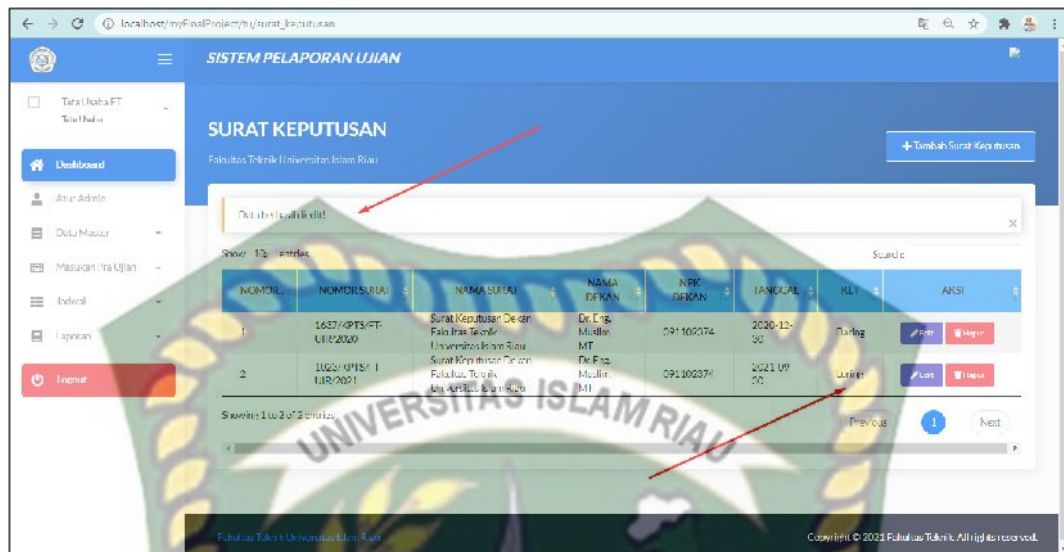 localhost/myFinalProject/tu/surat_keputusan
SISTEM PELAPORAN UJIAN
Tata Usaha FT
Tata Usaha
SURAT KEPUTUSAN
Fakultas Teknik Universitas Islam Riau
+ Tambah Surat Keputusan
Dashboard
Atur Admin
Data Master
Masukan Pra Ujian
Jadwal
Laporan
Logout
Data berhasil diedit!
×
Show 10 entries
Search:
NOMOR NOMOR SURAT NAMA SURAT NAMA DEKAN NPK DEKAN TANGGAL KET AKSI
1 1637/KPTS/FT-UIR/2020 Surat Keputusan Dekan Fakultas Teknik Universitas Islam Riau Dr. Eng. Muslim, MT 091102374 2020-12-30 Daring Edit Hapus
2 Surat Keputusan Dekan Fakultas Teknik Universitas Islam Riau Dr. Eng. Muslim, MT 091102374 2021-09-30 Luring Edit Hapus
Showing 1 to 2 of 2 entries
Previous 1 Next
UNIVERSITAS ISLAM RIAU
Fakultas Teknik Universitas Islam Riau
Copyright © 2021 Fakultas Teknik. All rights reserved.